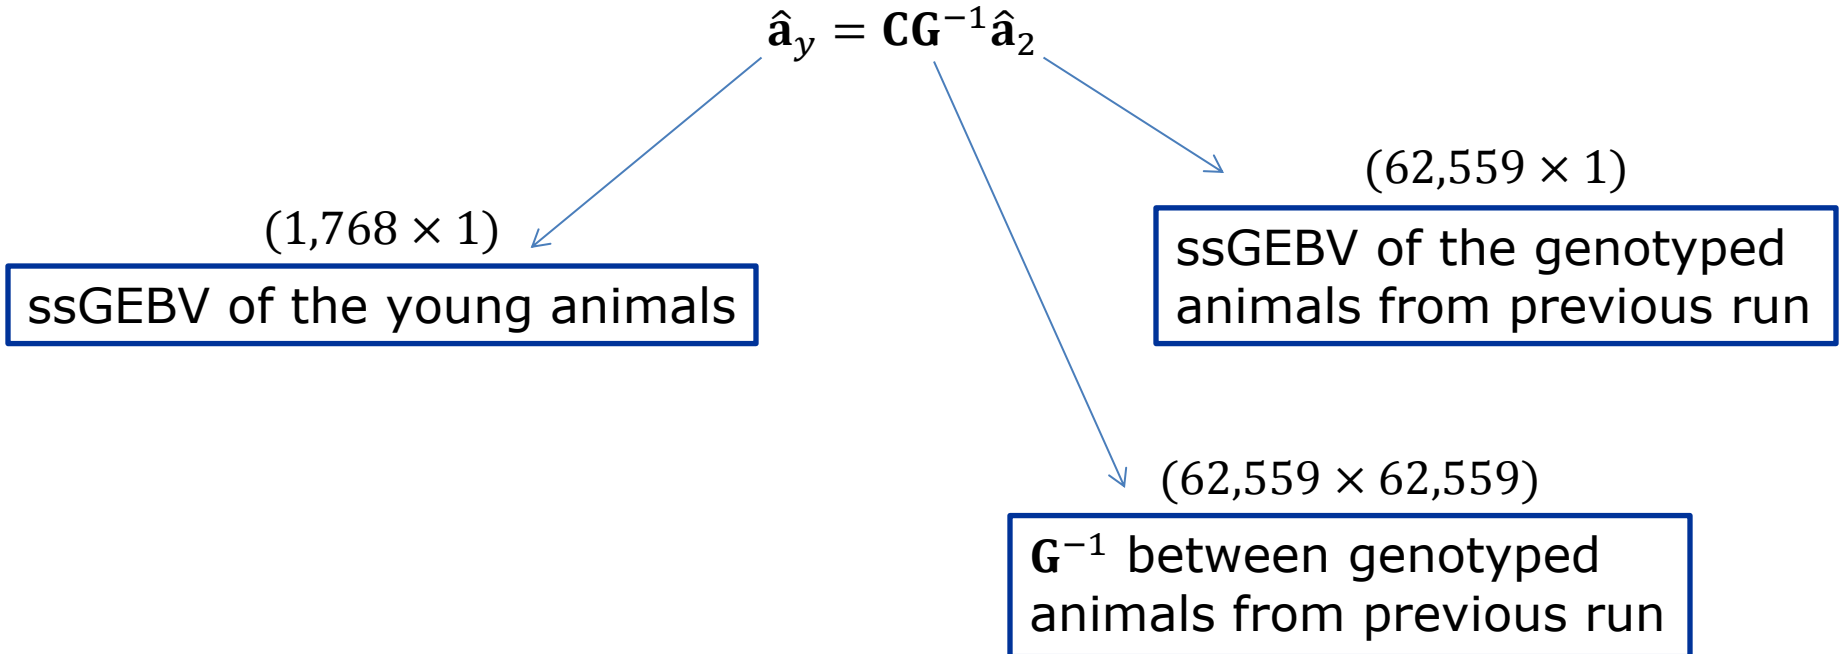 â_y = CG⁻¹â₂
(62,559 × 1)
(1,768 × 1)
ssGEBV of the genotyped
animals from previous run
ssGEBV of the young animals
(62,559 × 62,559)
G⁻¹ between genotyped
animals from previous run